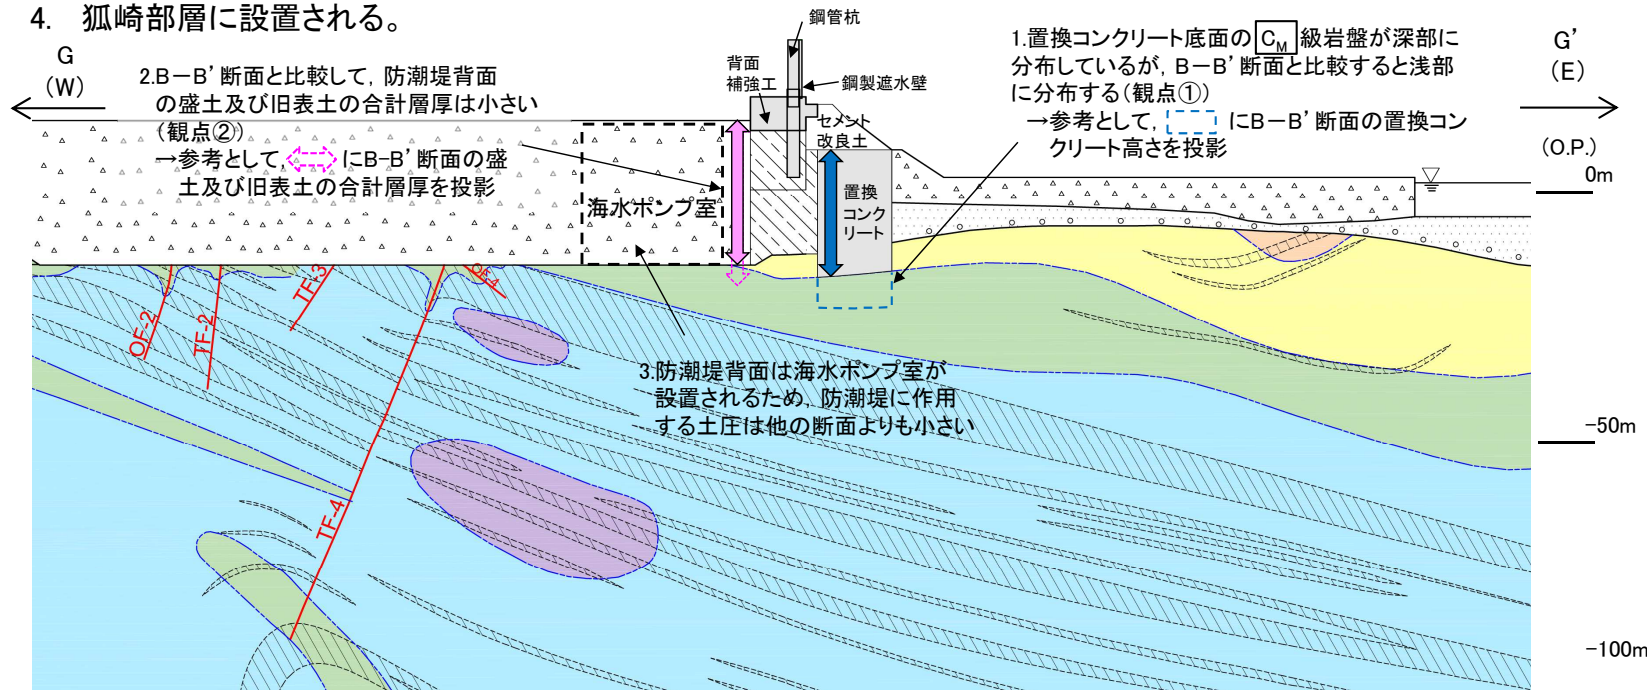 4. 狐崎部層に設置される。
G
(W)
2.B-B’断面と比較して, 防潮堤背面
の盛土及び旧表土の合計層厚は小さい
(観点②)
→参考として, にB-B’断面の盛
土及び旧表土の合計層厚を投影
鋼管杭
背面
補強工
鋼製遮水壁
セメント
改良土
置換
コンク
リート
海水ポンプ室
1.置換コンクリート底面の C_M 級岩盤が深部に
分布しているが, B-B’断面と比較すると浅部
に分布する(観点①)
→参考として, にB-B’断面の置換コン
クリート高さを投影
G’
(E)
(O.P.)
0m
-50m
-100m
3.防潮堤背面は海水ポンプ室が
設置されるため, 防潮堤に作用
する土圧は他の断面よりも小さい
OF-2
TF-2
TF-3
OF-4
TF-4